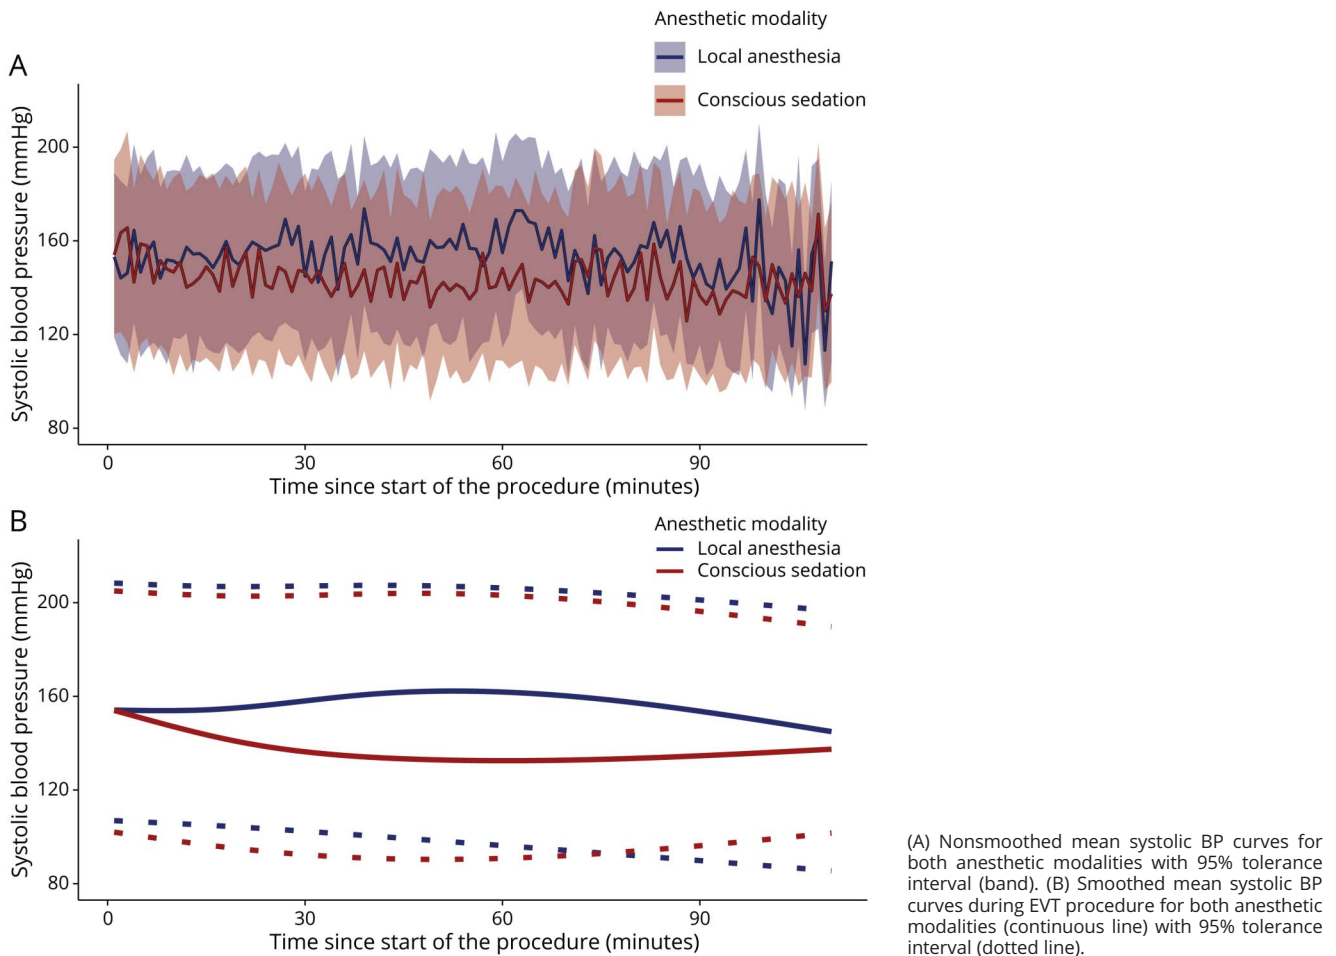 Anesthetic modality
A
Local anesthesia
Conscious sedation
Systolic blood pressure (mmHg)
200
160
120
80
0 30 60 90
Time since start of the procedure (minutes)
B
Anesthetic modality
Local anesthesia
Conscious sedation
Systolic blood pressure (mmHg)
200
160
120
80
0 30 60 90
Time since start of the procedure (minutes)
(A) Nonsmoothed mean systolic BP curves for
both anesthetic modalities with 95% tolerance
interval (band). (B) Smoothed mean systolic BP
curves during EVT procedure for both anesthetic
modalities (continuous line) with 95% tolerance
interval (dotted line).